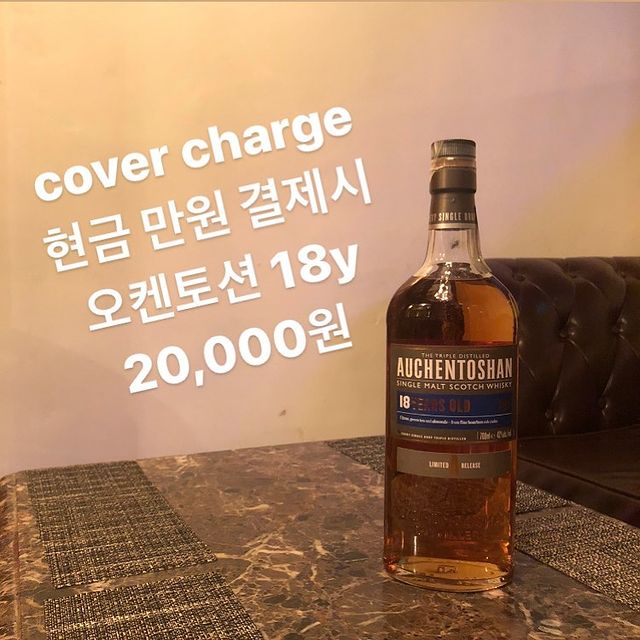 cover charge
현금 만원 결제시
오켄토션 18y
20,000원
THE TRIPLE DISTILLED
AUCHENTOSHAN
SINGLE MALT SCOTCH WHISKY
18 YEARS OLD
700ml
LIMITED RELEASE